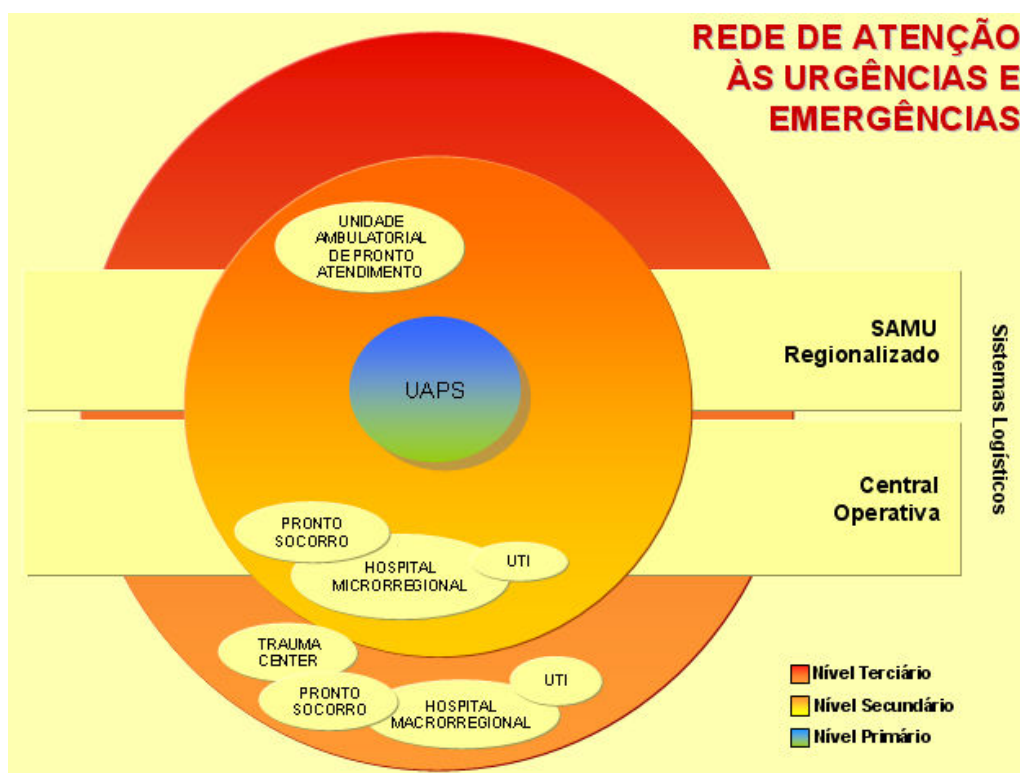 REDE DE ATENÇÃO
ÀS URGÊNCIAS E
EMERGÊNCIAS
UNIDADE
AMBULATORIAL
DE PRONTO
ATENDIMENTO
SAMU
Regionalizado
UAPS
Sistemas Logísticos
Central
Operativa
PRONTO
SOCORRO
HOSPITAL
MICRORREGIONAL
UTI
TRAUMA
CENTER
PRONTO
SOCORRO
HOSPITAL
MACRORREGIONAL
UTI
Nível Terciário
Nível Secundário
Nível Primário